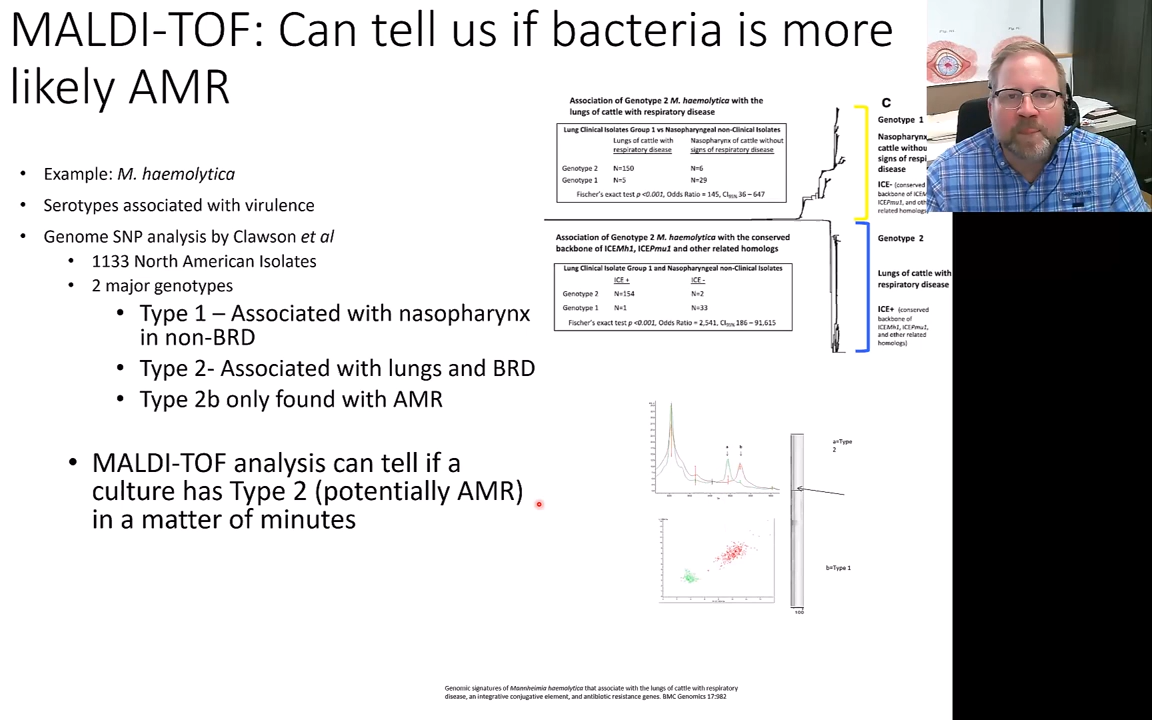 MALDI-TOF: Can tell us if bacteria is more
likely AMR
• Example: M. haemolytica
• Serotypes associated with virulence
• Genome SNP analysis by Clawson et al
• 1133 North American Isolates
• 2 major genotypes
• Type 1 – Associated with nasopharynx
in non-BRD
• Type 2- Associated with lungs and BRD
• Type 2b only found with AMR
• MALDI-TOF analysis can tell if a
culture has Type 2 (potentially AMR)
in a matter of minutes
Association of Genotype 2 M. haemolytica with the
lungs of cattle with respiratory disease
Lung Clinical Isolates Group 1 vs Nasopharyngeal non-Clinical Isolates
Lungs of cattle with Nasopharynx of cattle without
respiratory disease signs of respiratory disease
Genotype 2 N=150 N=6
Genotype 1 N=5 N=29
Fischer's exact test p <0.001, Odds Ratio = 145, CI95% 36 – 647
Association of Genotype 2 M. haemolytica with the conserved
backbone of ICEMh1, ICEPmu1 and other related homologs
Lung Clinical Isolate Group 1 and Nasopharyngeal non-Clinical Isolates
ICE + ICE -
Genotype 2 N=154 N=2
Genotype 1 N=1 N=33
Fischer's exact test p <0.001, Odds Ratio = 2,541, CI95% 186 – 91,615
C
Genotype 1
Nasopharynx
cattle withou
signs of respi
disease
ICE- (conserved
backbone of ICEM
ICEPmu1, and oth
related homologs
Genotype 2
Lungs of cattle with
respiratory disease
ICE+ (conserved
backbone of
ICEMh1, ICEPmu1,
and other related
homologs)
a b
a=Type
2
b=Type 1
100
Genomic signatures of Mannheimia haemolytica that associate with the lungs of cattle with respiratory
disease, an integrative conjugative element, and antibiotic resistance genes. BMC Genomics 17:982